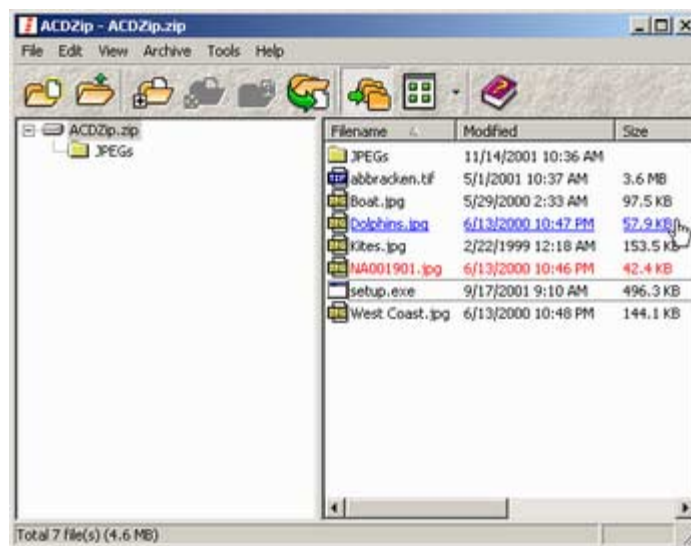 ACDZip - ACDZip.zip
File Edit View Archive Tools Help
ACDZip.zip
JPEGs
Filename Modified Size
JPEGs 11/14/2001 10:36 AM
abbracken.tif 5/1/2001 10:37 AM 3.6 MB
Boat.jpg 5/29/2000 2:33 AM 97.5 KB
Dolphins.jpg 6/13/2000 10:47 PM 57.9 KB
Kites.jpg 2/22/1999 12:18 AM 153.5 KB
NA001901.jpg 6/13/2000 10:46 PM 42.4 KB
setup.exe 9/17/2001 9:10 AM 496.3 KB
West Coast.jpg 6/13/2000 10:48 PM 144.1 KB
Total 7 file(s) (4.6 MB)